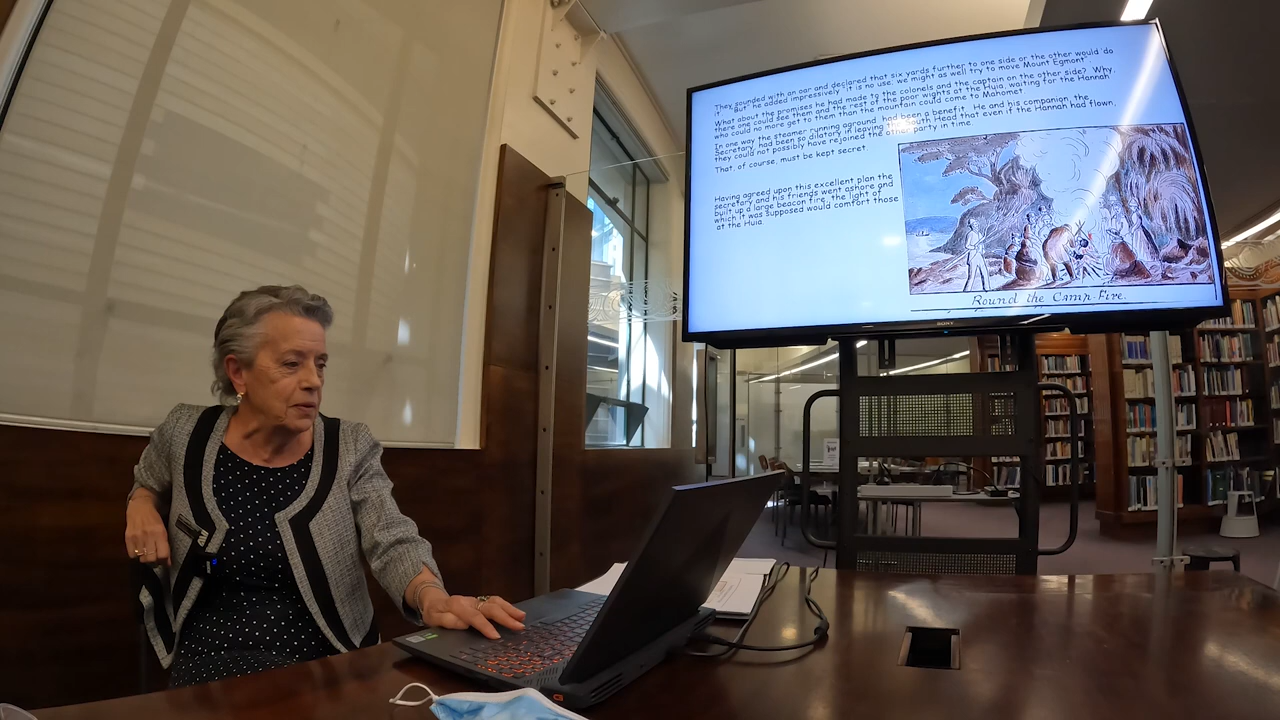 They sounded with an oar and declared that six yards further to one side or the other would do
it. "But" he added impressively "it is no use; we might as well try to move Mount Egmont"
What about the promises he had made to the colonels and the captain on the other side? Why,
there one could see them and the rest of the poor wights at the Huia, waiting for the Hannah
who could no more get to them than the mountain could come to Mahomet!
In one way the steamer running aground had been a benefit. He and his companion, the
Secretary, had been so dilatory in leaving the South Head that even if the Hannah had flown,
they could not possibly have rejoined the other party in time.
That, of course, must be kept secret.
Having agreed upon this excellent plan the
secretary and his friends went ashore and
built up a large beacon fire, the light of
which it was supposed would comfort those
at the Huia.
Round the Camp-Fire.
SONY